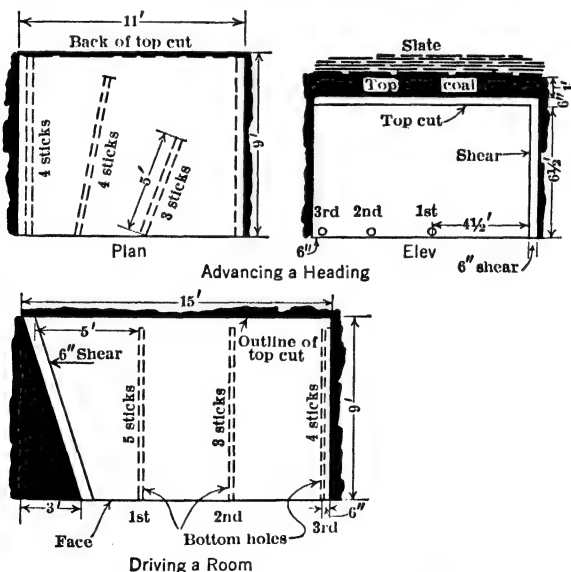 11'
Back of top cut
4 sticks
4 sticks
5'
3 sticks
9'
Plan
Slate
Top coal
Top cut
6"
1'
Shear
6½'
3rd 2nd 1st
4½'
6"
Elev
6" shear
Advancing a Heading
15'
5'
Outline of
top cut
6" Shear
5 sticks
3 sticks
4 sticks
9'
3'
Face
1st
2nd
Bottom holes
3rd
6"
Driving a Room